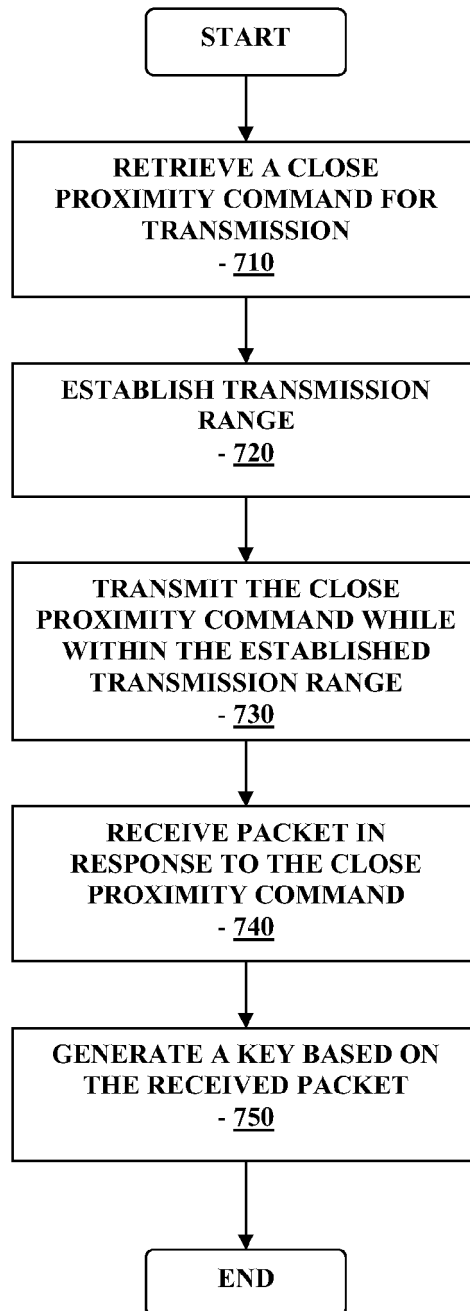 START
RETRIEVE A CLOSE
PROXIMITY COMMAND FOR
TRANSMISSION
- 710
ESTABLISH TRANSMISSION
RANGE
- 720
TRANSMIT THE CLOSE
PROXIMITY COMMAND WHILE
WITHIN THE ESTABLISHED
TRANSMISSION RANGE
- 730
RECEIVE PACKET IN
RESPONSE TO THE CLOSE
PROXIMITY COMMAND
- 740
GENERATE A KEY BASED ON
THE RECEIVED PACKET
- 750
END